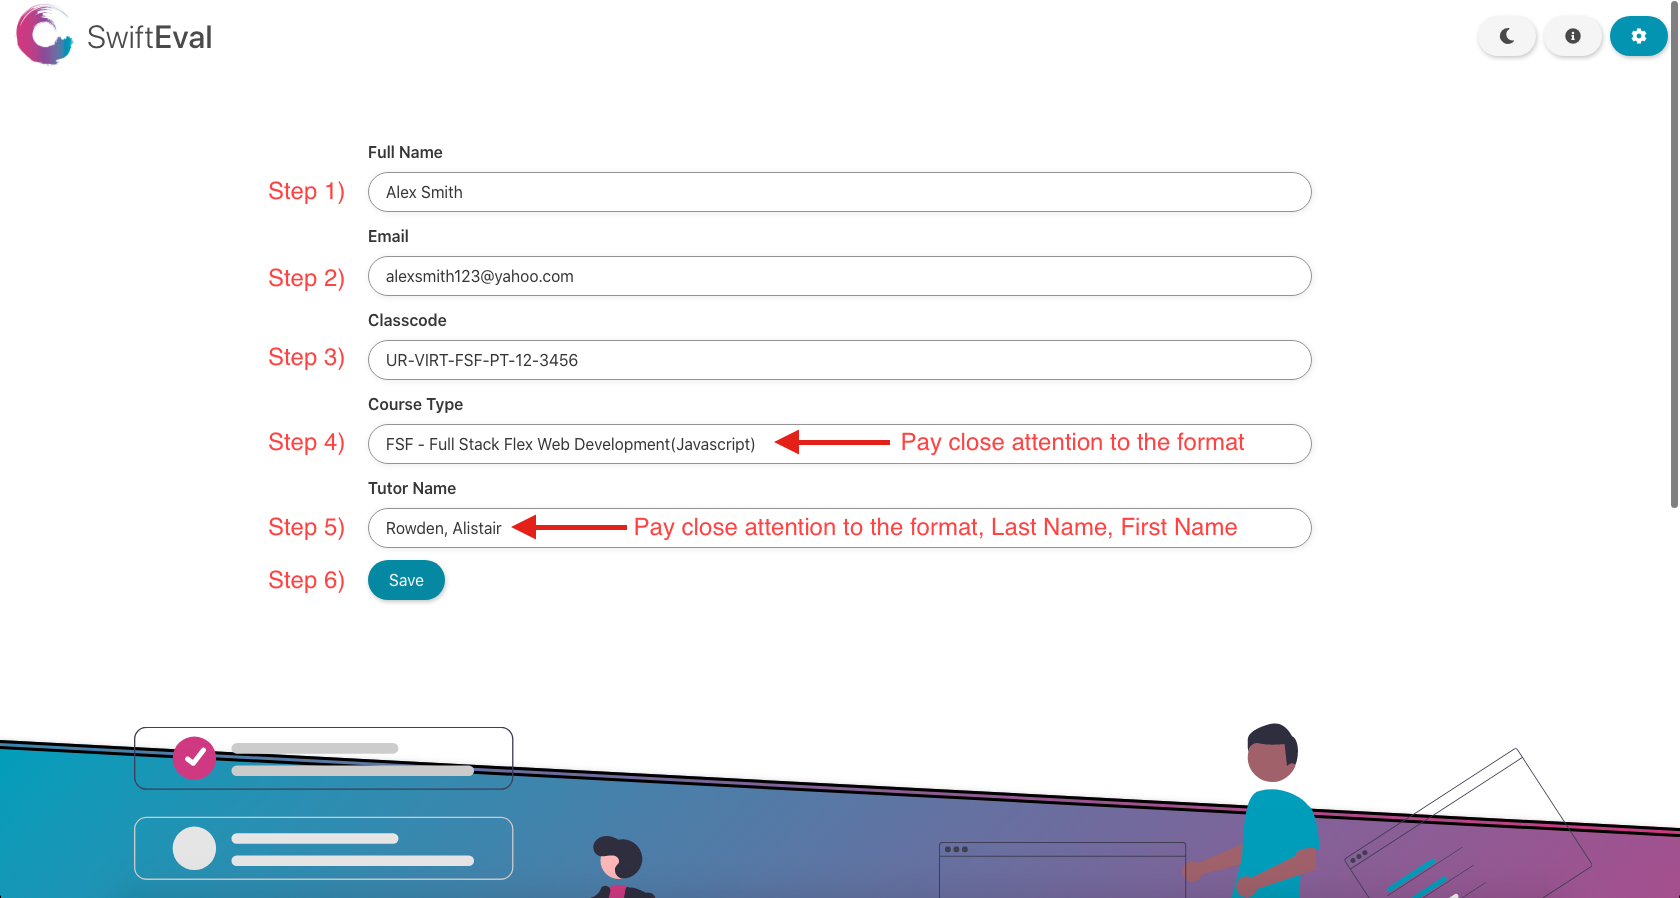 SwiftEval
Full Name
Step 1) Alex Smith
Email
Step 2) alexsmith123@yahoo.com
Classcode
Step 3) UR-VIRT-FSF-PT-12-3456
Course Type
Step 4) FSF - Full Stack Flex Web Development(Javascript) Pay close attention to the format
Tutor Name
Step 5) Rowden, Alistair Pay close attention to the format, Last Name, First Name
Step 6) Save